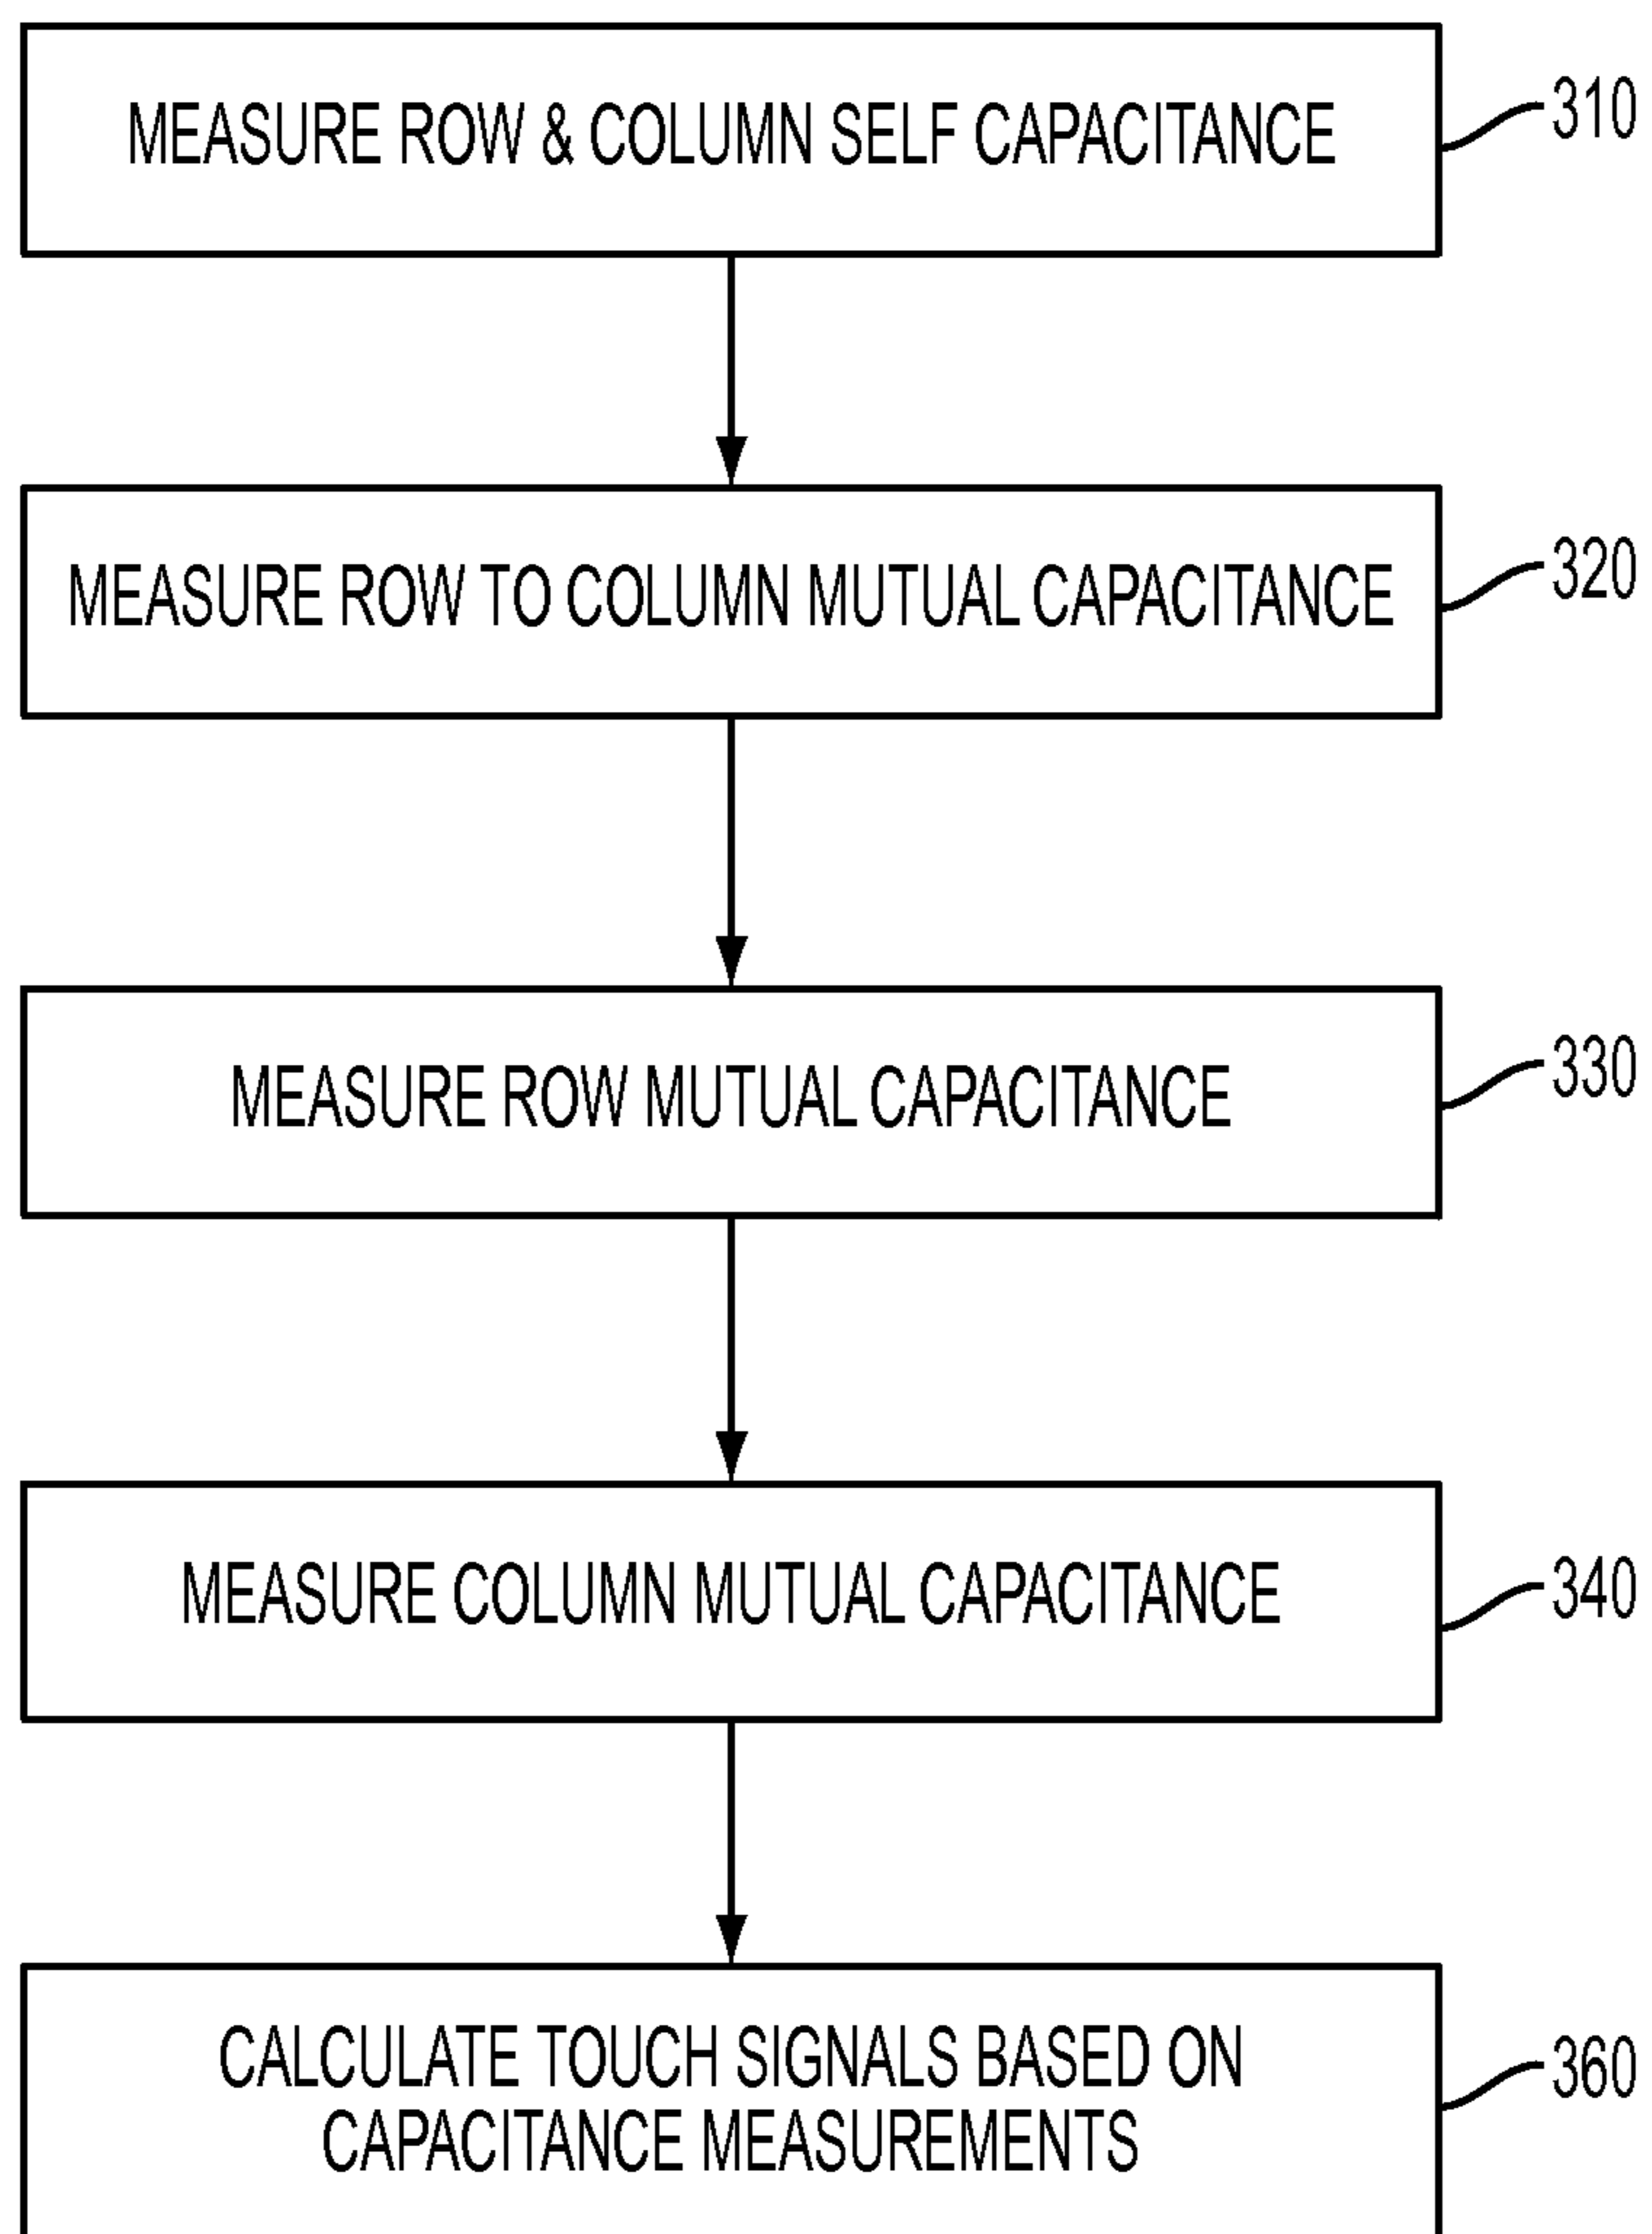 MEASURE ROW & COLUMN SELF CAPACITANCE
310
MEASURE ROW TO COLUMN MUTUAL CAPACITANCE
320
MEASURE ROW MUTUAL CAPACITANCE
330
MEASURE COLUMN MUTUAL CAPACITANCE
340
CALCULATE TOUCH SIGNALS BASED ON
CAPACITANCE MEASUREMENTS
360